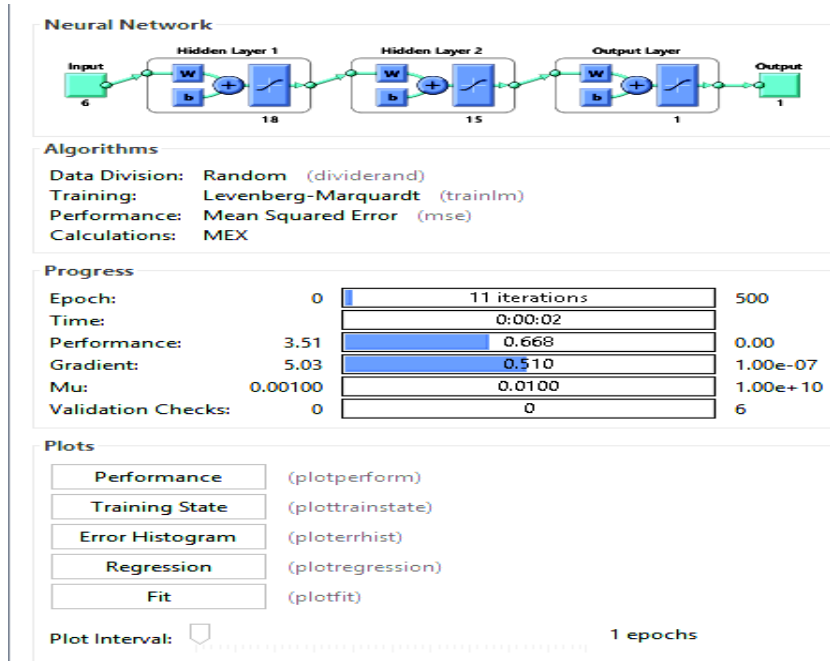 Neural Network
Hidden Layer 1 Hidden Layer 2 Output Layer
Input Output
W W W
b b b
6 18 15 1 1
Algorithms
Data Division: Random (dividerand)
Training: Levenberg-Marquardt (trainlm)
Performance: Mean Squared Error (mse)
Calculations: MEX
Progress
Epoch: 0 11 iterations 500
Time: 0:00:02
Performance: 3.51 0.668 0.00
Gradient: 5.03 0.510 1.00e-07
Mu: 0.00100 0.0100 1.00e+10
Validation Checks: 0 0 6
Plots
Performance (plotperform)
Training State (plottrainstate)
Error Histogram (ploterrhist)
Regression (plotregression)
Fit (plotfit)
Plot Interval: 1 epochs